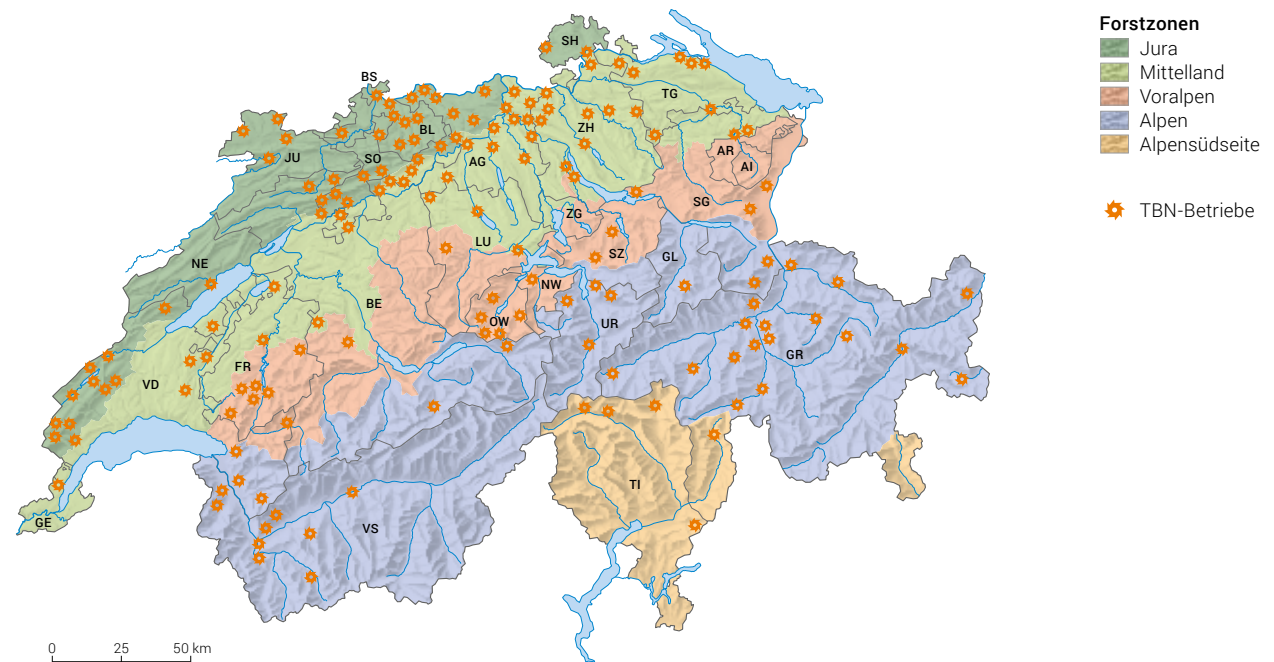 Forstzonen
Jura
Mittelland
Voralpen
Alpen
Alpensüdseite
TBN-Betriebe
SH
BS
TG
BL
ZH
JU
SO
AG
AR
AI
SG
ZG
LU
SZ
GL
NE
NW
BE
OW
UR
GR
FR
VD
TI
GE
VS
0 25 50 km